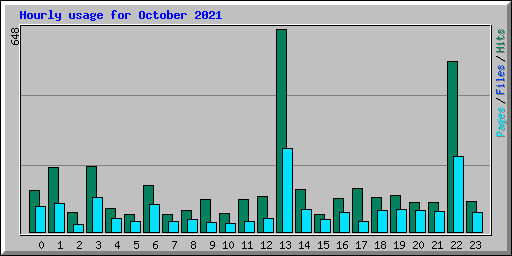 Hourly usage for October 2021
648
Pages/Files/Hits
0 1 2 3 4 5 6 7 8 9 10 11 12 13 14 15 16 17 18 19 20 21 22 23